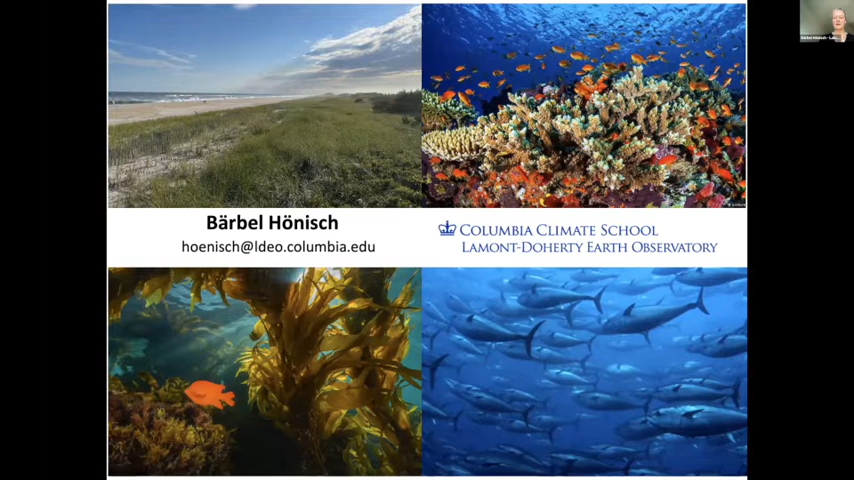 Bärbel Hönisch
hoenisch@ldeo.columbia.edu
COLUMBIA CLIMATE SCHOOL
LAMONT-DOHERTY EARTH OBSERVATORY